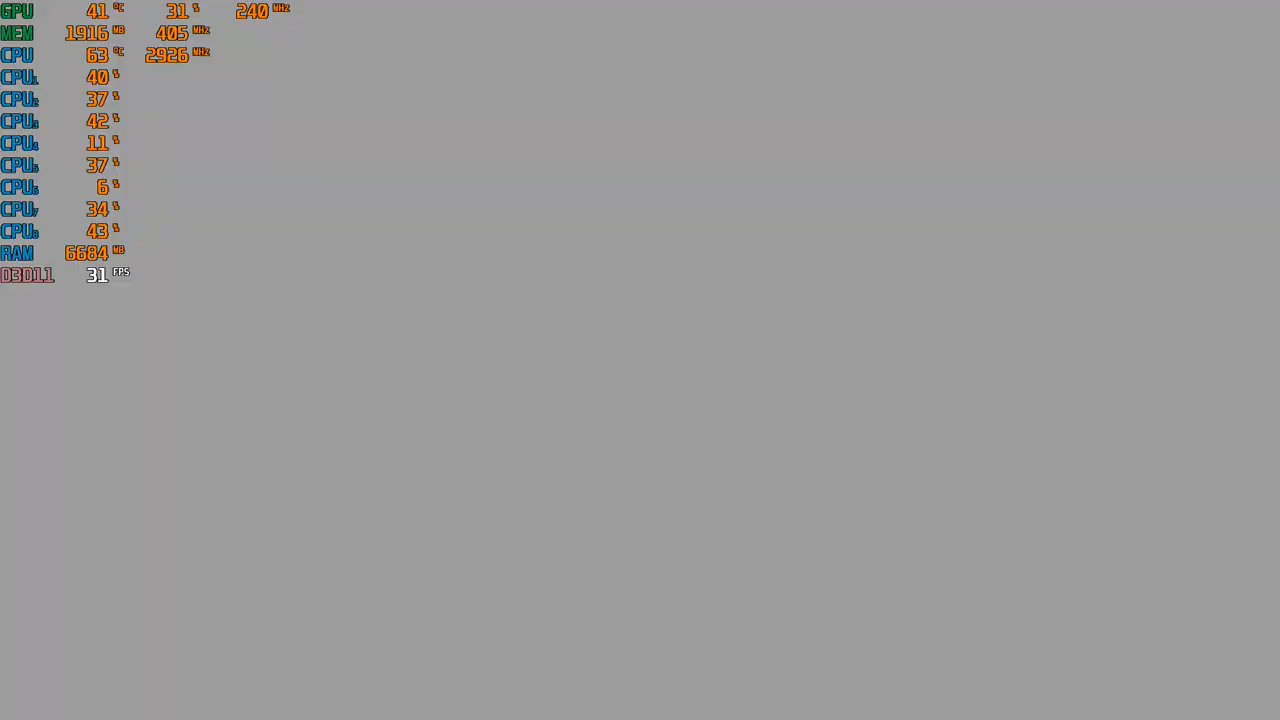 GPU 41 °C 31 % 240 MHz
MEM 1916 MB 405 MHz
CPU 63 °C 2926 MHz
CPU1 40 %
CPU2 37 %
CPU3 42 %
CPU4 11 %
CPU5 37 %
CPU6 6 %
CPU7 34 %
CPU8 43 %
RAM 6684 MB
D3D11 31 FPS